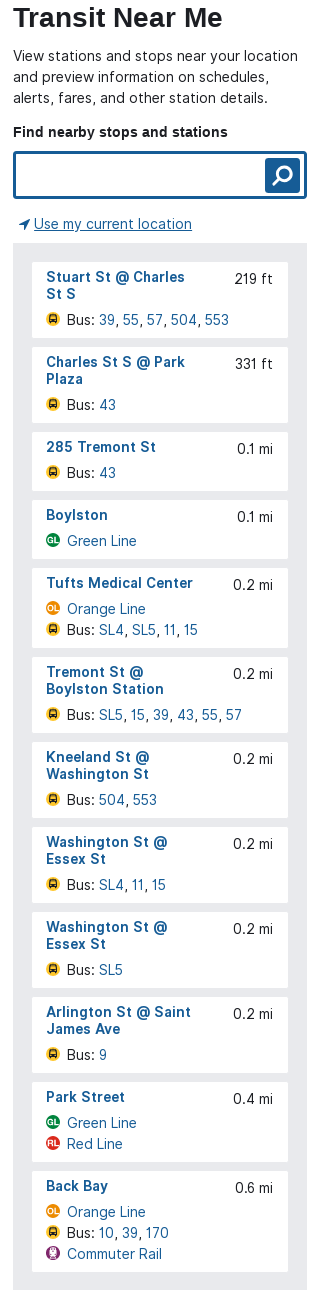 Transit Near Me
View stations and stops near your location
and preview information on schedules,
alerts, fares, and other station details.
Find nearby stops and stations
Use my current location
Stuart St @ Charles
St S
219 ft
Bus: 39, 55, 57, 504, 553
Charles St S @ Park
Plaza
331 ft
Bus: 43
285 Tremont St
0.1 mi
Bus: 43
Boylston
0.1 mi
GL Green Line
Tufts Medical Center
0.2 mi
OL Orange Line
Bus: SL4, SL5, 11, 15
Tremont St @
Boylston Station
0.2 mi
Bus: SL5, 15, 39, 43, 55, 57
Kneeland St @
Washington St
0.2 mi
Bus: 504, 553
Washington St @
Essex St
0.2 mi
Bus: SL4, 11, 15
Washington St @
Essex St
0.2 mi
Bus: SL5
Arlington St @ Saint
James Ave
0.2 mi
Bus: 9
Park Street
0.4 mi
GL Green Line
RL Red Line
Back Bay
0.6 mi
OL Orange Line
Bus: 10, 39, 170
Commuter Rail